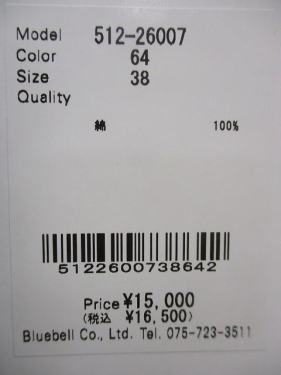 Model 512-26007
Color 64
Size 38
Quality
綿 100%
5122600738642
Price ¥15,000
(税込 ¥16,500)
Bluebell Co., Ltd. Tel. 075-723-3511